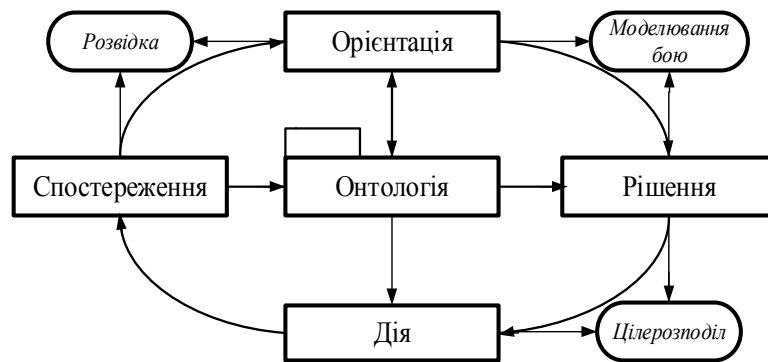 Розвідка
Орієнтація
Моделювання
бою
Спостереження
Онтологія
Рішення
Дія
Цілерозподіл